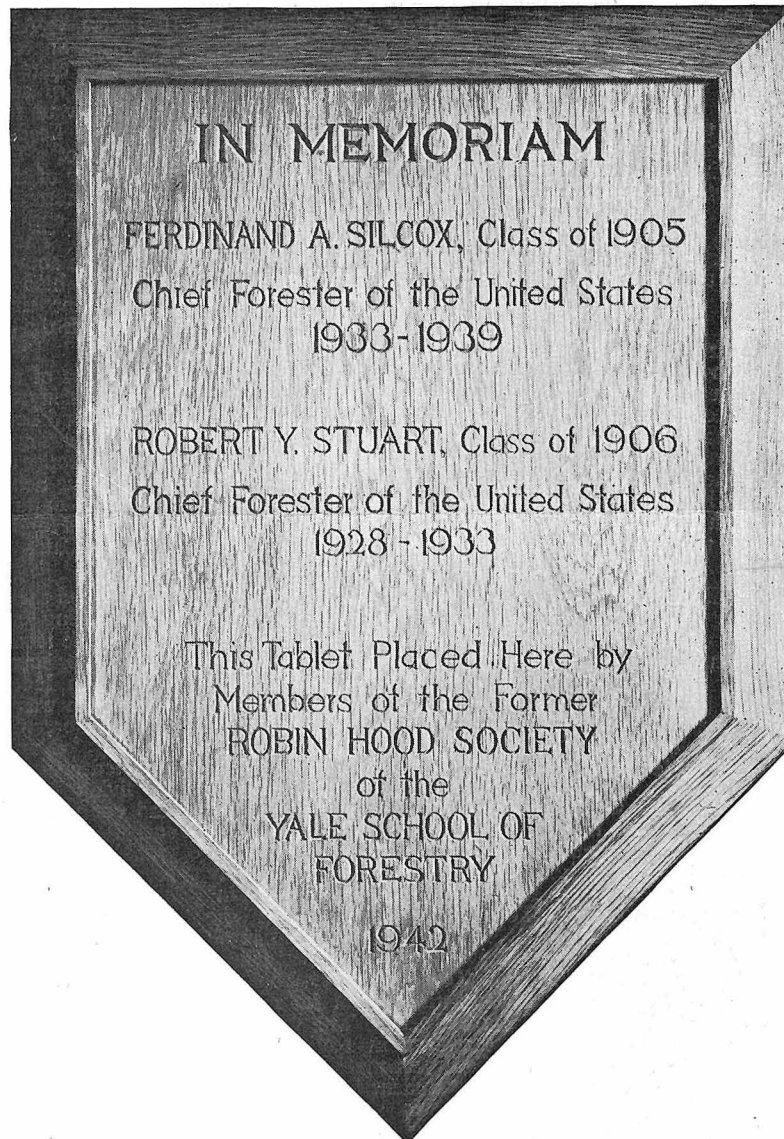 IN MEMORIAM
FERDINAND A. SILCOX, Class of 1905
Chief Forester of the United States
1933-1939
ROBERT Y. STUART, Class of 1906
Chief Forester of the United States
1928-1933
This Tablet Placed Here by
Members of the Former
ROBIN HOOD SOCIETY
of the
YALE SCHOOL OF
FORESTRY
1942